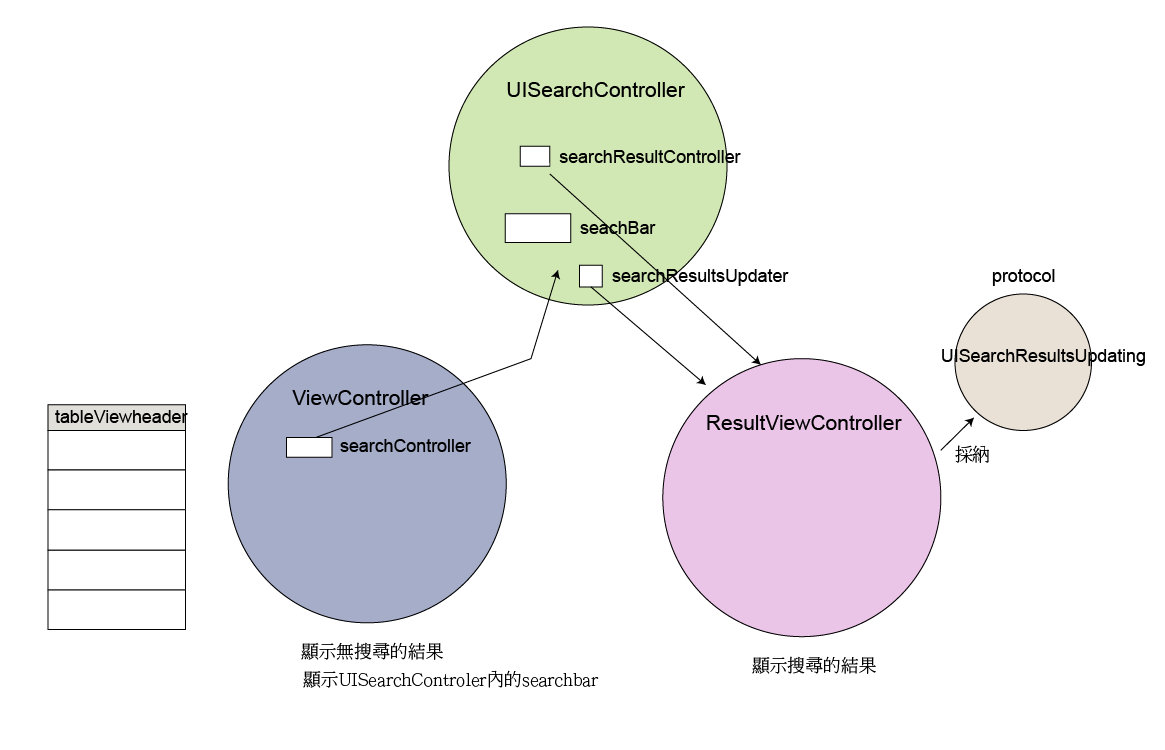 UISearchController
searchResultController
seachBar
searchResultsUpdater
protocol
UISearchResultsUpdating
ViewController
searchController
tableViewheader
ResultViewController
採納
顯示無搜尋的結果
顯示UISearchControler內的searchbar
顯示搜尋的結果